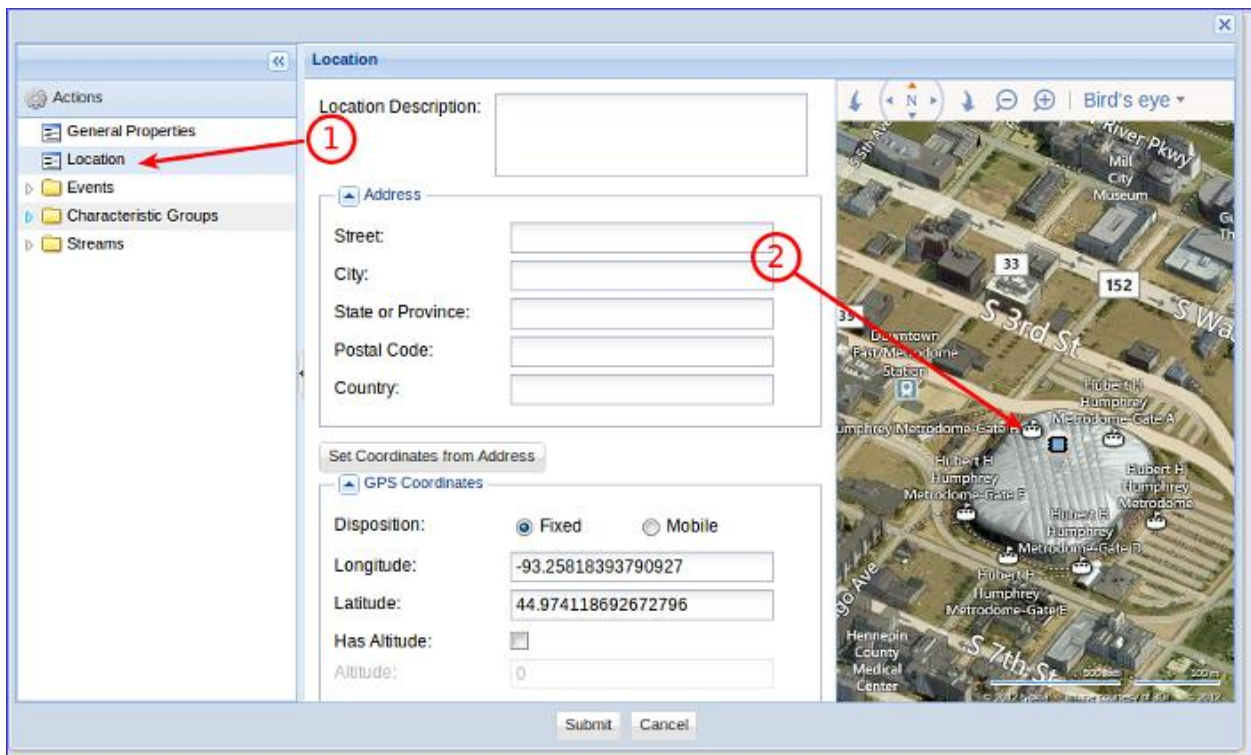 Location
Actions
General Properties
Location
Events
Characteristic Groups
Streams
1
Location Description:
Address
Street:
City:
State or Province:
Postal Code:
Country:
Set Coordinates from Address
GPS Coordinates
Disposition:
Fixed
Mobile
Longitude:
-93.25818393790927
Latitude:
44.974118692672796
Has Altitude:
Altitude:
0
2
N
Bird's eye
S 5th Ave
River Pkwy
Mill
City
Museum
33
152
S 3rd St
S Wa
Downtown
East/Metrodome
Station
Hubert H
Humphrey
Metrodome-Gate A
umphrey Metrodome-Gate
Hubert H
Humphrey
Metrodome-Gate F
Hubert H
Humphrey
Metrodome
Hubert H
Humphrey
Metrodome-Gate
Hubert H
Humphrey
Metrodome-Gate E
Hennepin
County
Medical
Center
S 7th St
Submit
Cancel